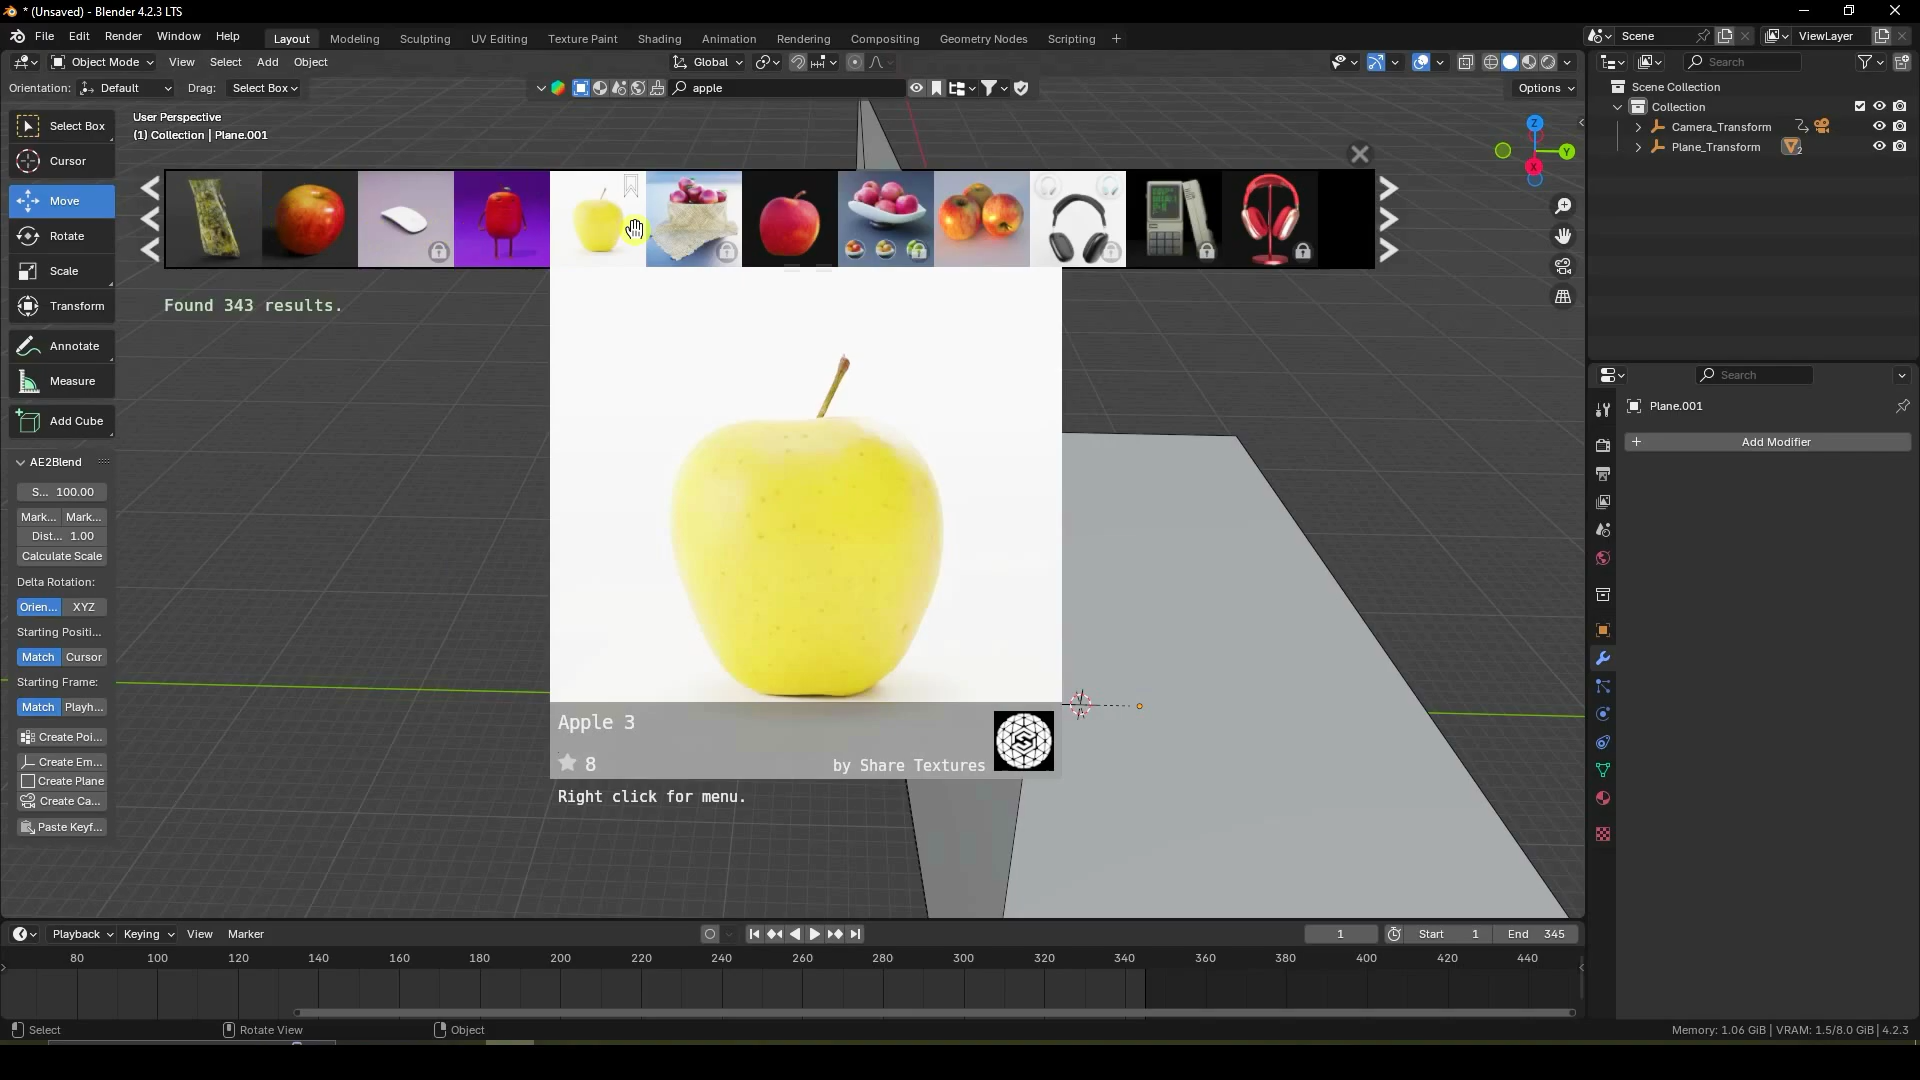 * (Unsaved) - Blender 4.2.3 LTS
File Edit Render Window Help Layout Modeling Sculpting UV Editing Texture Paint Shading Animation Rendering Compositing Geometry Nodes Scripting + Scene ViewLayer
Object Mode View Select Add Object Global Search
Orientation: Default Drag: Select Box apple Options
User Perspective
(1) Collection | Plane.001
Select Box
Cursor
Move
Rotate
Scale
Transform
Annotate
Measure
Add Cube
AE2Blend
S... 100.00
Mark... Mark...
Dist... 1.00
Calculate Scale
Delta Rotation:
Orien... XYZ
Starting Positi...
Match Cursor
Starting Frame:
Match Playh...
Create Poi...
Create Em...
Create Plane
Create Ca...
Paste Keyf...
Found 343 results.
Apple 3
8 by Share Textures
Right click for menu.
Z
Y
X
Scene Collection
Collection
Camera_Transform
Plane_Transform 2
Search
Plane.001
+ Add Modifier
Playback Keying View Marker 1 Start 1 End 345
80 100 120 140 160 180 200 220 240 260 280 300 320 340 360 380 400 420 440
Select Rotate View Object Memory: 1.06 GiB | VRAM: 1.5/8.0 GiB | 4.2.3